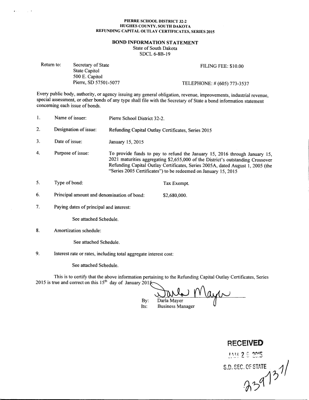 PIERRE SCHOOL DISTRICT 32-2
HUGHES COUNTY, SOUTH DAKOTA
REFUNDING CAPITAL OUTLAY CERTIFICATES, SERIES 2015
BOND INFORMATION STATEMENT
State of South Dakota
SDCL 6-8B-19
Return to: Secretary of State FILING FEE: $10.00
State Capitol
500 E. Capitol
Pierre, SD 57501-5077 TELEPHONE: # (605) 773-3537
Every public body, authority, or agency issuing any general obligation, revenue, improvements, industrial revenue,
special assessment, or other bonds of any type shall file with the Secretary of State a bond information statement
concerning each issue of bonds.
1. Name of issuer: Pierre School District 32-2.
2. Designation of issue: Refunding Capital Outlay Certificates, Series 2015
3. Date of issue: January 15, 2015
4. Purpose of issue: To provide funds to pay to refund the January 15, 2016 through January 15,
2021 maturities aggregating $2,655,000 of the District's outstanding Crossover
Refunding Capital Outlay Certificates, Series 2005A, dated August 1, 2005 (the
"Series 2005 Certificates") to be redeemed on January 15, 2015
5. Type of bond: Tax Exempt.
6. Principal amount and denomination of bond: $2,680,000.
7. Paying dates of principal and interest:
See attached Schedule.
8. Amortization schedule:
See attached Schedule.
9. Interest rate or rates, including total aggregate interest cost:
See attached Schedule.
This is to certify that the above information pertaining to the Refunding Capital Outlay Certificates, Series
2015 is true and correct on this 15th day of January
Darla Mayer
By: Darla Mayer
Its: Business Manager
RECEIVED
S.D. SEC. OF STATE